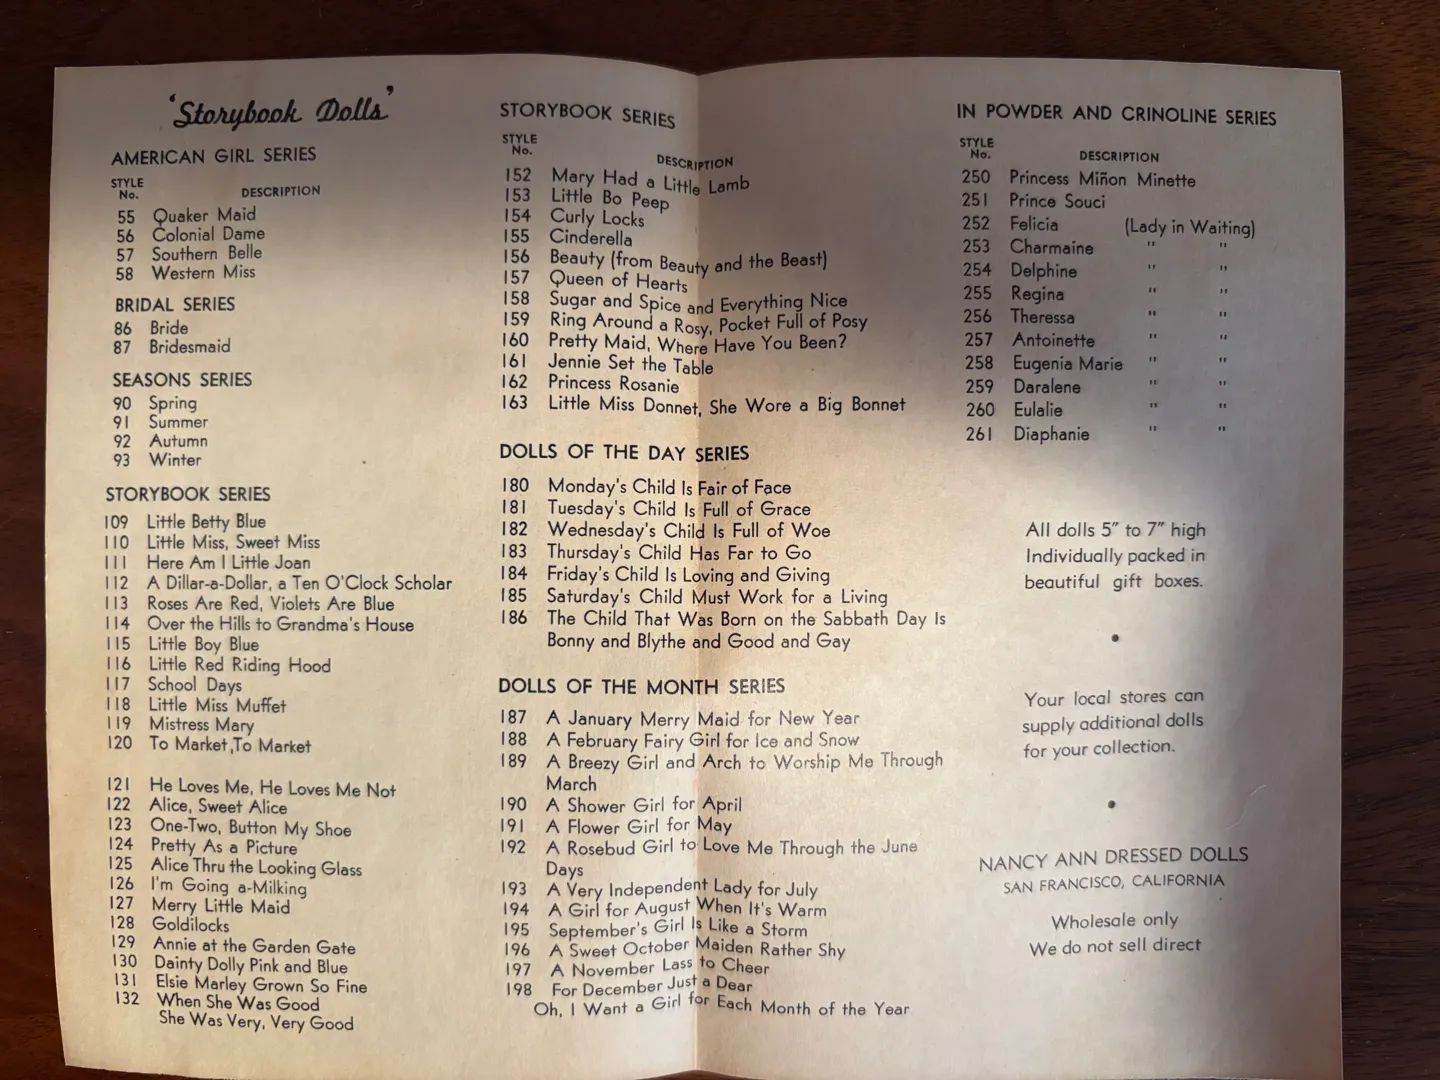 'Storybook Dolls'
AMERICAN GIRL SERIES
STYLE
No. DESCRIPTION
55 Quaker Maid
56 Colonial Dame
57 Southern Belle
58 Western Miss
BRIDAL SERIES
86 Bride
87 Bridesmaid
SEASONS SERIES
90 Spring
91 Summer
92 Autumn
93 Winter
STORYBOOK SERIES
109 Little Betty Blue
110 Little Miss, Sweet Miss
111 Here Am I Little Joan
112 A Dillar-a-Dollar, a Ten O'Clock Scholar
113 Roses Are Red, Violets Are Blue
114 Over the Hills to Grandma's House
115 Little Boy Blue
116 Little Red Riding Hood
117 School Days
118 Little Miss Muffet
119 Mistress Mary
120 To Market, To Market
121 He Loves Me, He Loves Me Not
122 Alice, Sweet Alice
123 One-Two, Button My Shoe
124 Pretty As a Picture
125 Alice Thru the Looking Glass
126 I'm Going a-Milking
127 Merry Little Maid
128 Goldilocks
129 Annie at the Garden Gate
130 Dainty Dolly Pink and Blue
131 Elsie Marley Grown So Fine
132 When She Was Good
She Was Very, Very Good
STORYBOOK SERIES
STYLE
No. DESCRIPTION
152 Mary Had a Little Lamb
153 Little Bo Peep
154 Curly Locks
155 Cinderella
156 Beauty (from Beauty and the Beast)
157 Queen of Hearts
158 Sugar and Spice and Everything Nice
159 Ring Around a Rosy, Pocket Full of Posy
160 Pretty Maid, Where Have You Been?
161 Jennie Set the Table
162 Princess Rosanie
163 Little Miss Donnet, She Wore a Big Bonnet
DOLLS OF THE DAY SERIES
180 Monday's Child Is Fair of Face
181 Tuesday's Child Is Full of Grace
182 Wednesday's Child Is Full of Woe
183 Thursday's Child Has Far to Go
184 Friday's Child Is Loving and Giving
185 Saturday's Child Must Work for a Living
186 The Child That Was Born on the Sabbath Day Is
Bonny and Blythe and Good and Gay
DOLLS OF THE MONTH SERIES
187 A January Merry Maid for New Year
188 A February Fairy Girl for Ice and Snow
189 A Breezy Girl and Arch to Worship Me Through
March
190 A Shower Girl for April
191 A Flower Girl for May
192 A Rosebud Girl to Love Me Through the June
Days
193 A Very Independent Lady for July
194 A Girl for August When It's Warm
195 September's Girl Is Like a Storm
196 A Sweet October Maiden Rather Shy
197 A November Lass to Cheer
198 For December Just a Dear
Oh, I Want a Girl for Each Month of the Year
IN POWDER AND CRINOLINE SERIES
STYLE
No. DESCRIPTION
250 Princess Miñon Minette
251 Prince Souci
252 Felicia (Lady in Waiting)
253 Charmaine " "
254 Delphine " "
255 Regina " "
256 Theressa " "
257 Antoinette " "
258 Eugenia Marie " "
259 Daralene " "
260 Eulalie " "
261 Diaphanie " "
All dolls 5" to 7" high
Individually packed in
beautiful gift boxes.
•
Your local stores can
supply additional dolls
for your collection.
•
NANCY ANN DRESSED DOLLS
SAN FRANCISCO, CALIFORNIA
Wholesale only
We do not sell direct